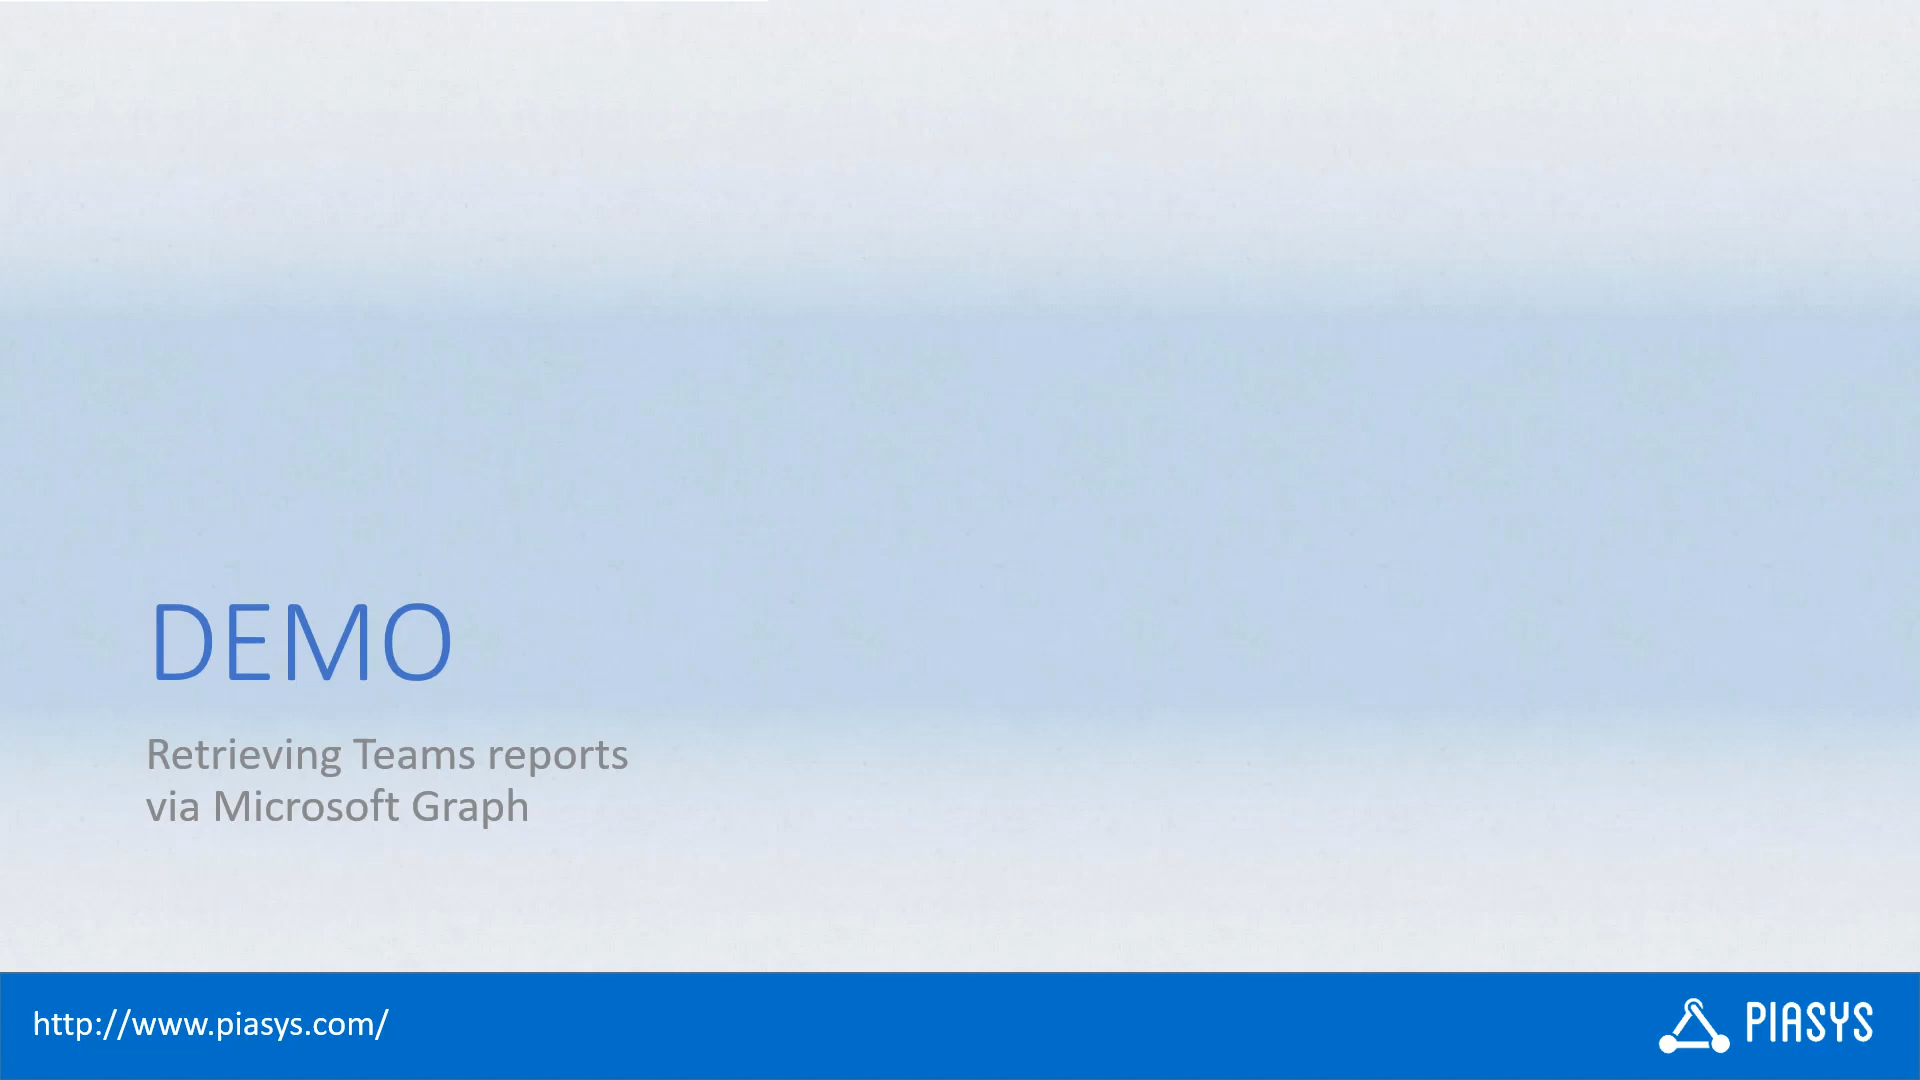 DEMO
Retrieving Teams reports
via Microsoft Graph
http://www.piasys.com/
PIASYS